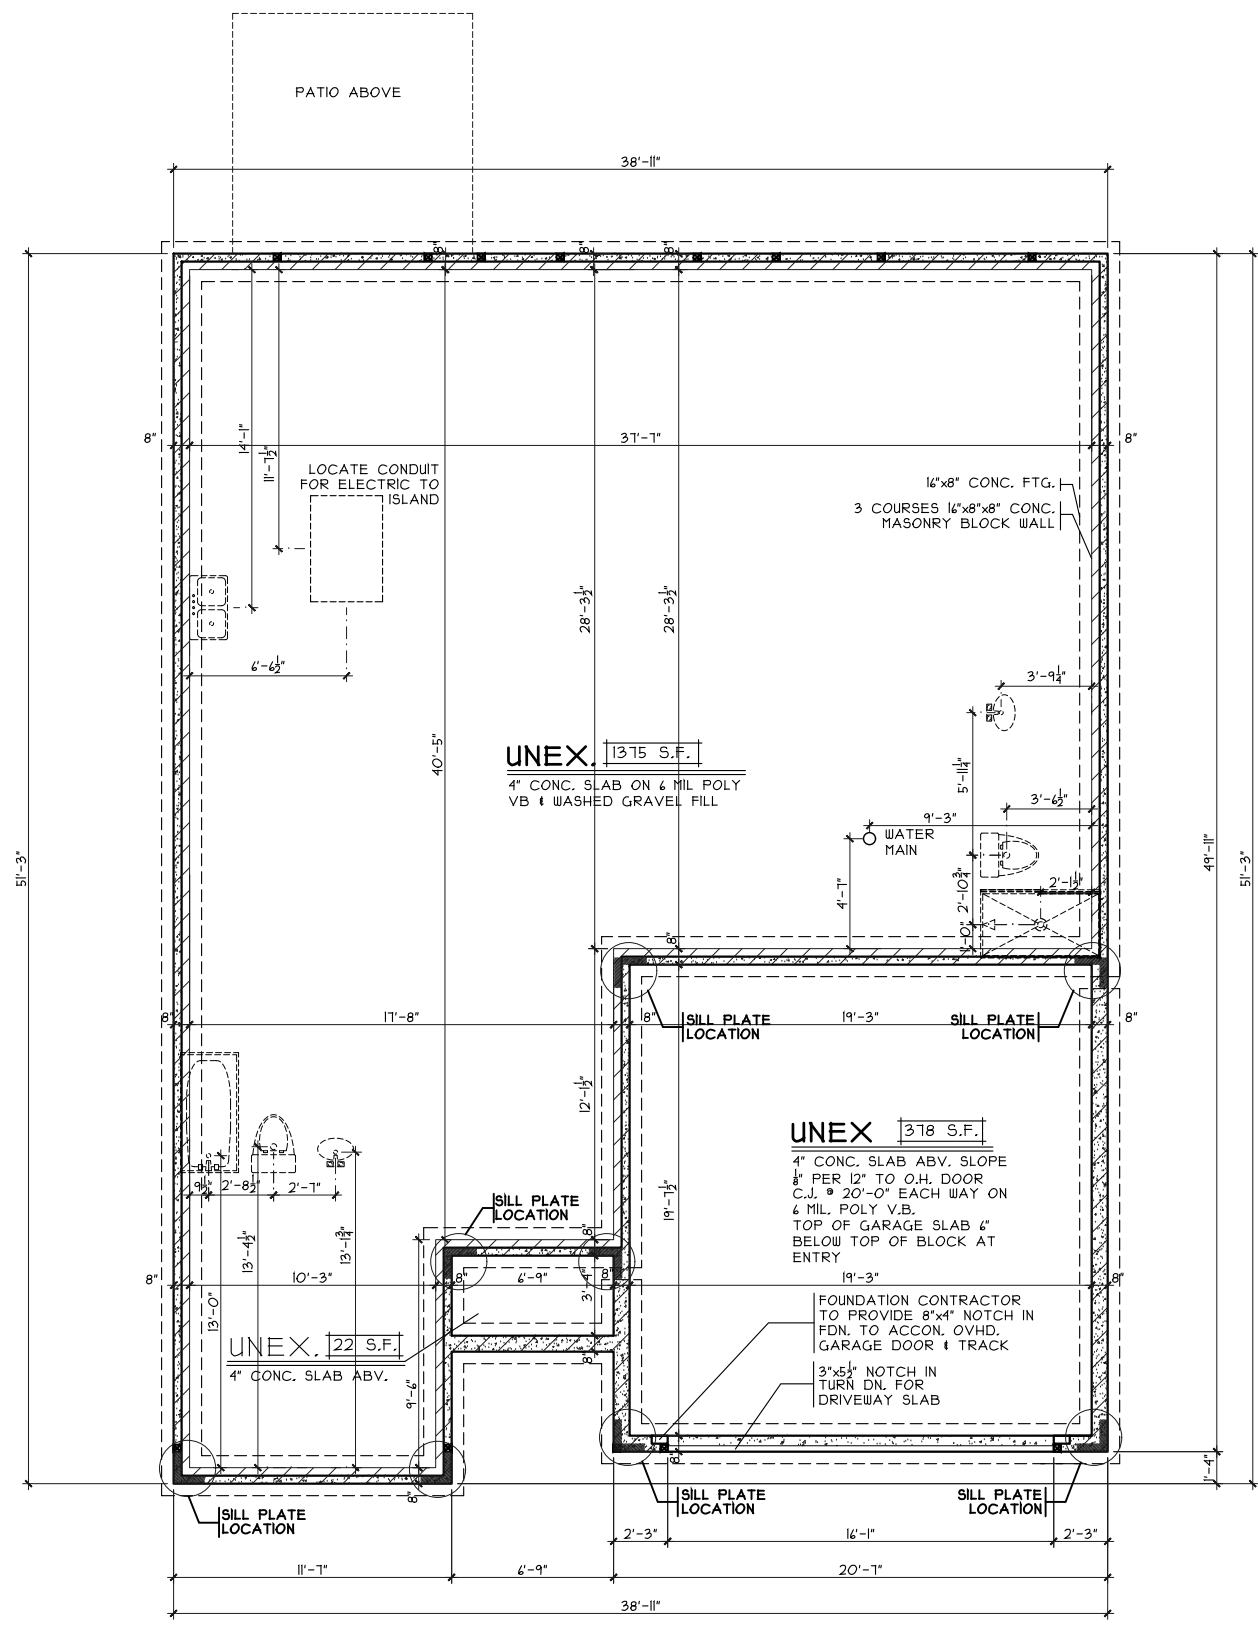 PATIO ABOVE
38'-11"
8"
8"
8"
14'-1"
11'-7½"
8"
37'-7"
8"
LOCATE CONDUIT
FOR ELECTRIC TO
ISLAND
16"x8" CONC. FTG.
3 COURSES 16"x8"x8" CONC.
MASONRY BLOCK WALL
28'-3½"
28'-3½"
6'-6½"
3'-9¼"
40'-5"
UNEX. 1375 S.F.
4" CONC. SLAB ON 6 MIL POLY
VB & WASHED GRAVEL FILL
5'-11¼"
3'-6½"
9'-3"
WATER
MAIN
51'-3"
49'-11"
51'-3"
4'-7"
2'-10¾"
2'-1½"
1'-0"
8"
8"
17'-8"
8"
19'-3"
8"
SILL PLATE
LOCATION
SILL PLATE
LOCATION
12'-1½"
UNEX 378 S.F.
4" CONC. SLAB ABV. SLOPE
⅛" PER 12" TO O.H. DOOR
C.J. @ 20'-0" EACH WAY ON
6 MIL. POLY V.B.
TOP OF GARAGE SLAB 6"
BELOW TOP OF BLOCK AT
ENTRY
9½"
2'-8½"
2'-7"
19'-7½"
SILL PLATE
LOCATION
13'-4½"
13'-1¾"
8"
8"
10'-3"
8"
6'-9"
8"
19'-3"
8"
3'-4"
13'-0"
FOUNDATION CONTRACTOR
TO PROVIDE 8"x4" NOTCH IN
FDN. TO ACCON. OVHD.
GARAGE DOOR & TRACK
UNEX. 22 S.F.
4" CONC. SLAB ABV.
8"
9'-6"
3"x5½" NOTCH IN
TURN DN. FOR
DRIVEWAY SLAB
8"
8"
1'-4"
SILL PLATE
LOCATION
SILL PLATE
LOCATION
SILL PLATE
LOCATION
2'-3"
16'-1"
2'-3"
11'-7"
6'-9"
20'-7"
38'-11"